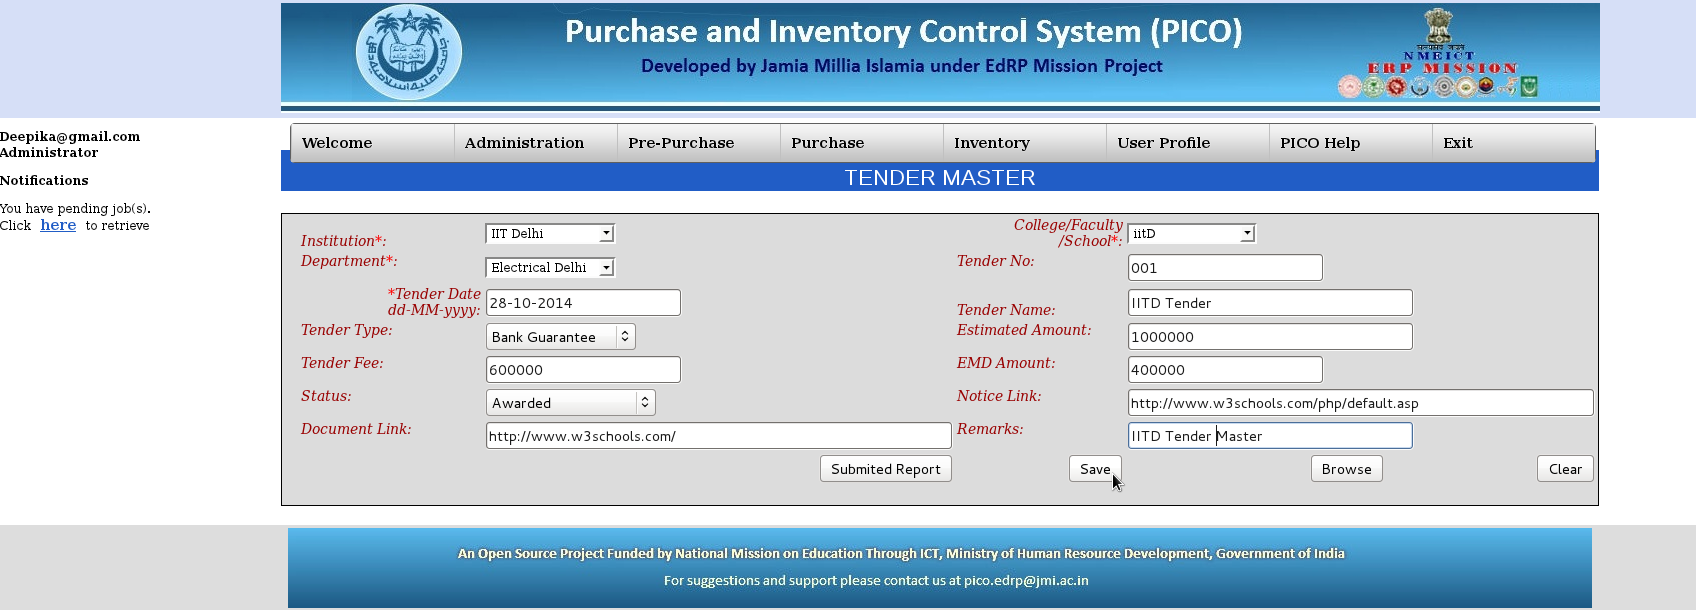 Purchase and Inventory Control System (PICO)
Developed by Jamia Millia Islamia under EdRP Mission Project
NMEICT
ERP MISSION
Deepika@gmail.com
Administrator
Notifications
You have pending job(s).
Click here to retrieve
Welcome Administration Pre-Purchase Purchase Inventory User Profile PICO Help Exit
TENDER MASTER
Institution*: IIT Delhi College/Faculty /School*: iitD
Department*: Electrical Delhi Tender No: 001
*Tender Date dd-MM-yyyy: 28-10-2014 Tender Name: IITD Tender
Tender Type: Bank Guarantee Estimated Amount: 1000000
Tender Fee: 600000 EMD Amount: 400000
Status: Awarded Notice Link: http://www.w3schools.com/php/default.asp
Document Link: http://www.w3schools.com/ Remarks: IITD Tender Master
Submited Report Save Browse Clear
An Open Source Project Funded by National Mission on Education Through ICT, Ministry of Human Resource Development, Government of India
For suggestions and support please contact us at pico.edrp@jmi.ac.in